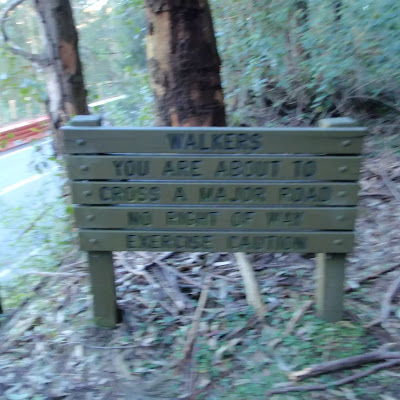 WALKERS
YOU ARE ABOUT TO
CROSS A MAJOR ROAD
NO RIGHT OF WAY
EXERCISE CAUTION